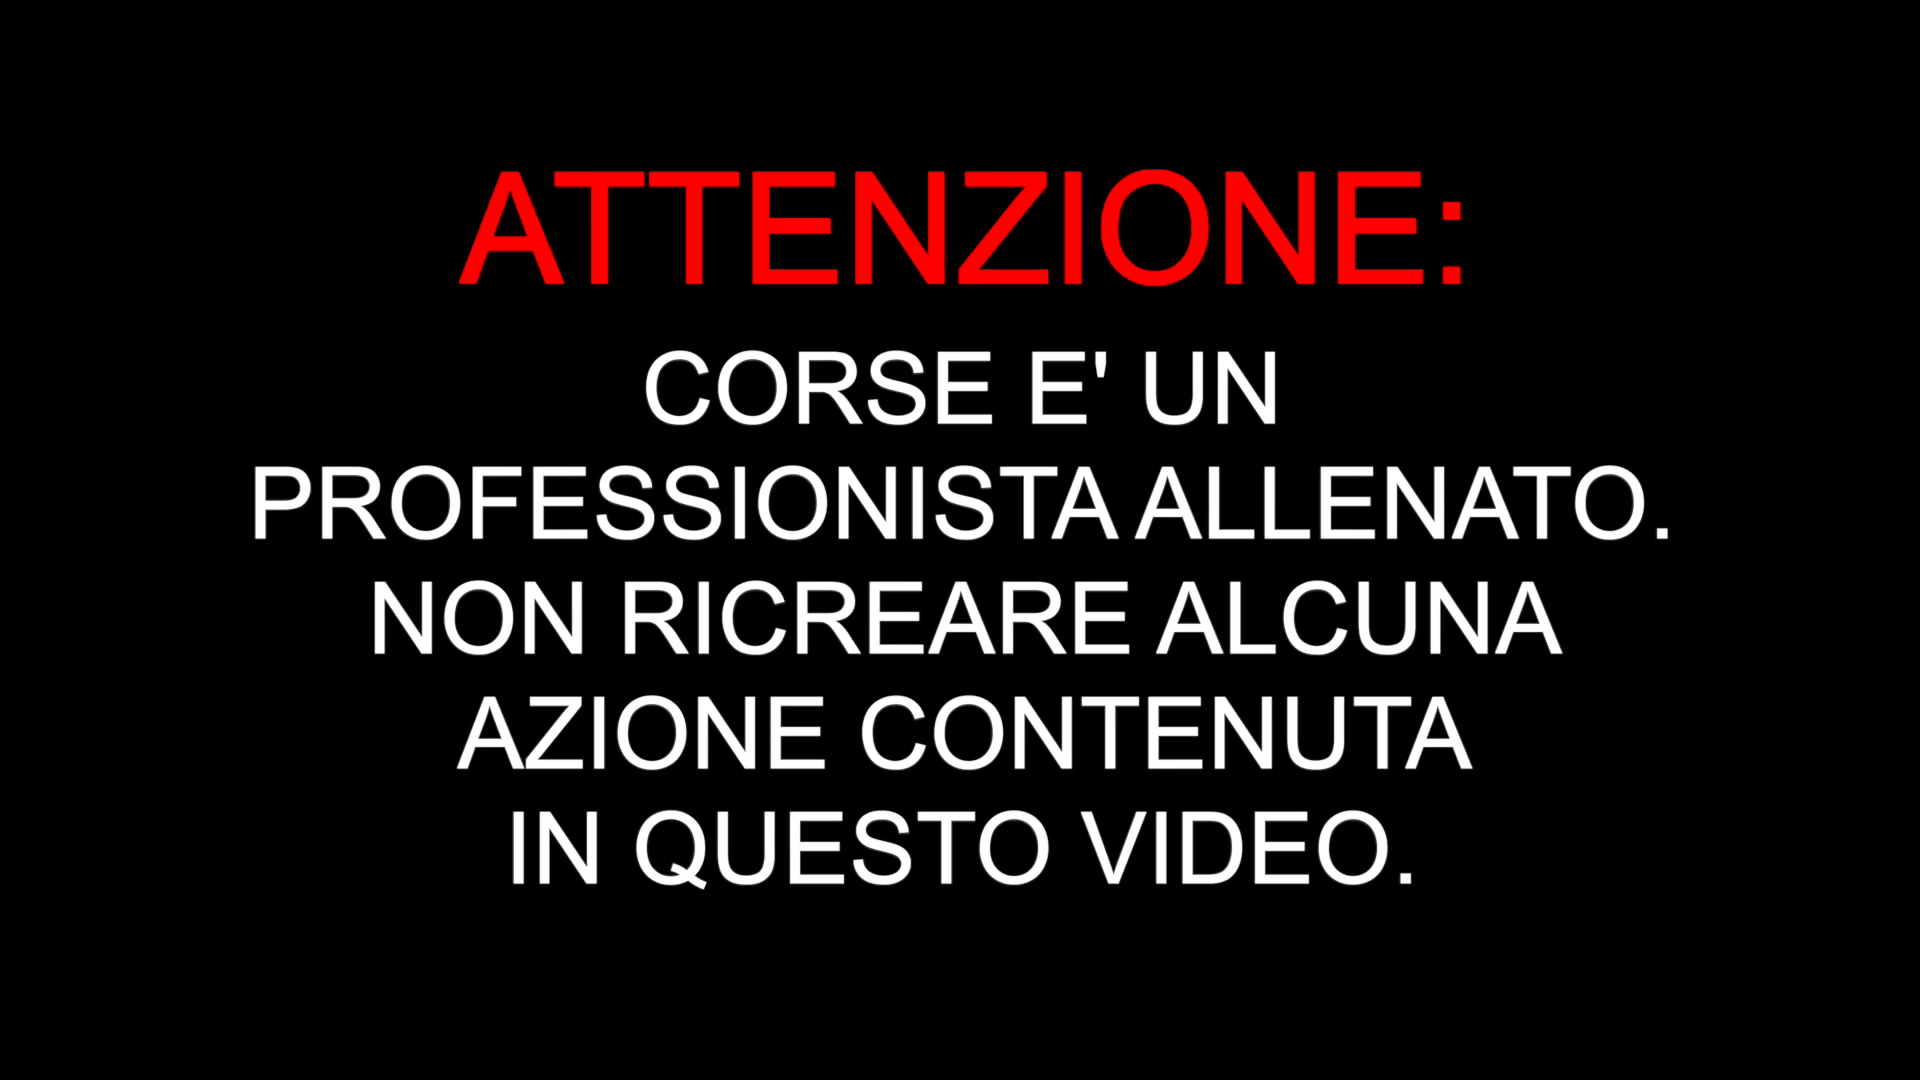 ATTENZIONE:
CORSE E' UN
PROFESSIONISTA ALLENATO.
NON RICREARE ALCUNA
AZIONE CONTENUTA
IN QUESTO VIDEO.